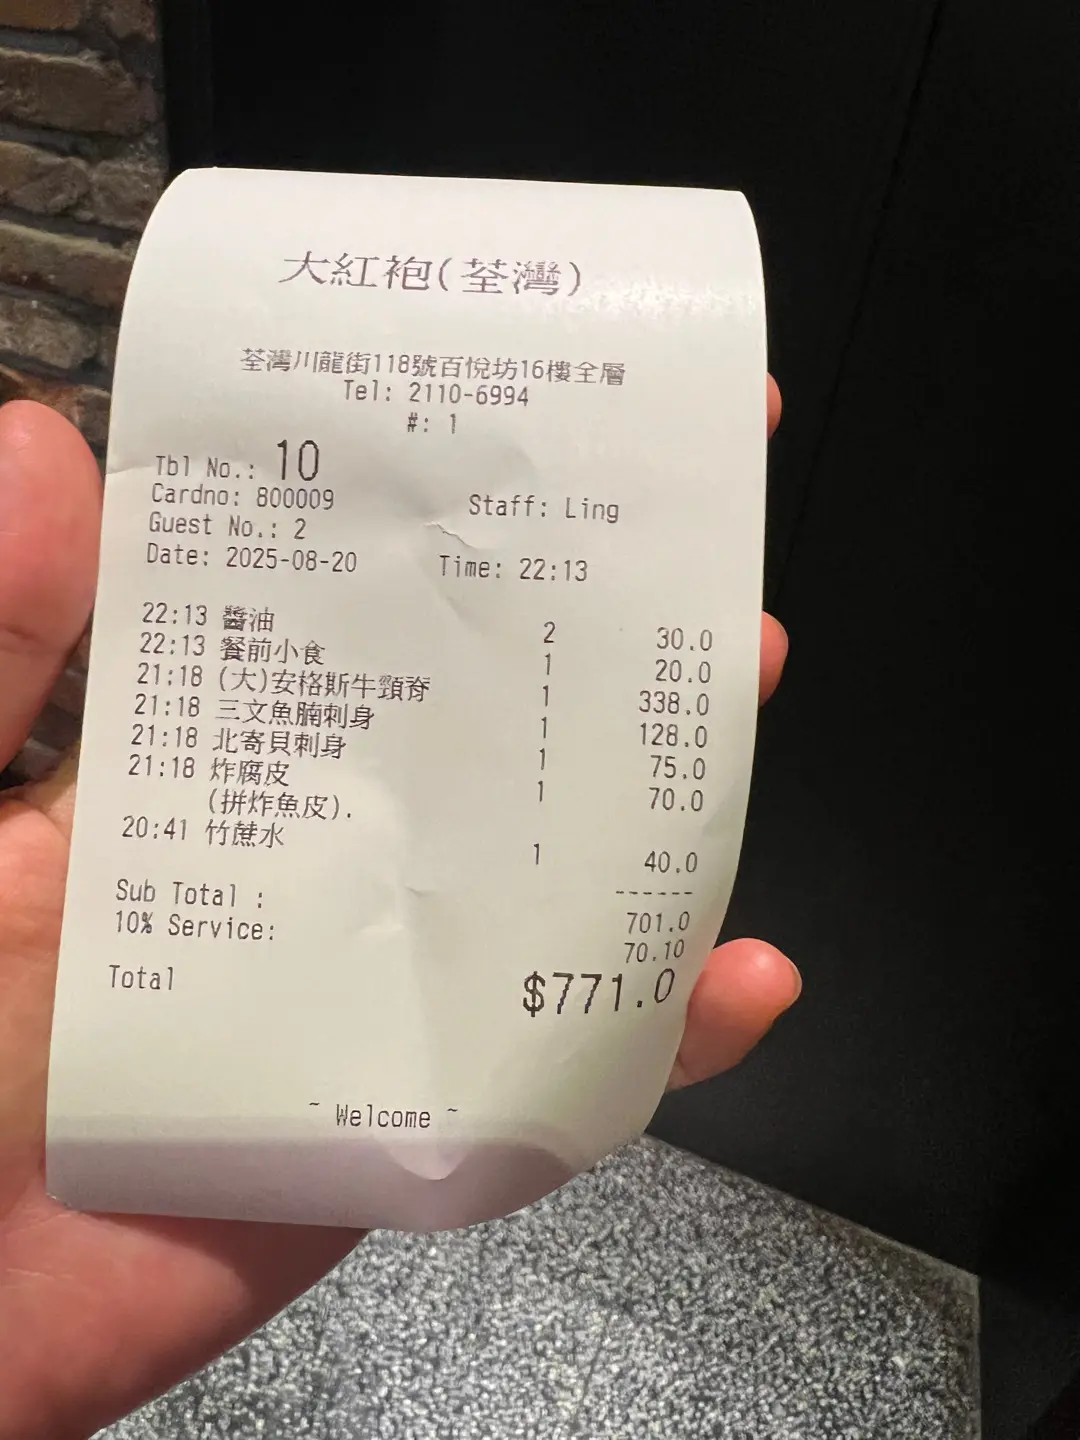 大紅袍(荃灣)
荃灣川龍街118號百悅坊16樓全層
Tel: 2110-6994
#: 1
Tbl No.: 10
Cardno: 800009 Staff: Ling
Guest No.: 2
Date: 2025-08-20 Time: 22:13
22:13 醬油 2 30.0
22:13 餐前小食 1 20.0
21:18 (大)安格斯牛頸脊 1 338.0
21:18 三文魚腩刺身 1 128.0
21:18 北寄貝刺身 1 75.0
21:18 炸腐皮 1 70.0
(拼炸魚皮).
20:41 竹蔗水 1 40.0
------
Sub Total : 701.0
10% Service: 70.10
Total $771.0
~ Welcome ~